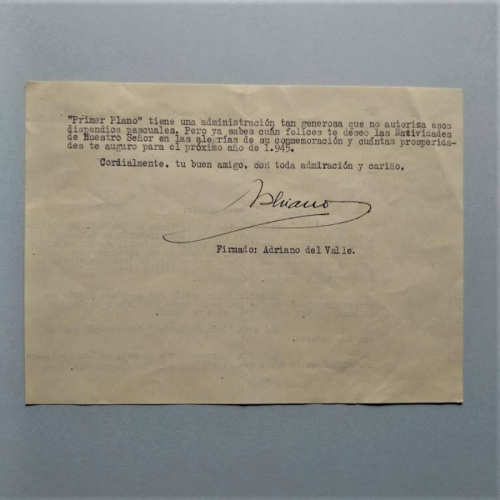 "Primer Plano" tiene una administración tan generosa que no autoriza esos
dispendios pascuales. Pero ya sabes cuán felices te deseo las Natividades
de Nuestro Señor en las alegrías de su conmemoración y cuántas prosperida-
des te auguro para el próximo año de 1.945.
Cordialmente, tu buen amigo, con toda admiración y cariño,
Adriano
Firmado: Adriano del Valle.